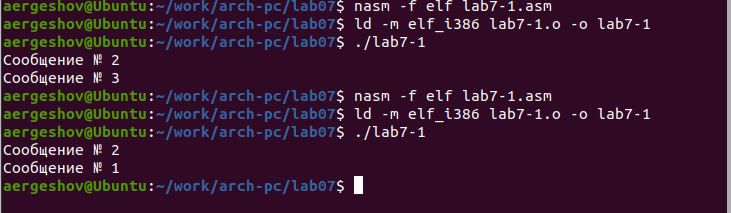 aergeshov@Ubuntu:~/work/arch-pc/lab07$ nasm -f elf lab7-1.asm
aergeshov@Ubuntu:~/work/arch-pc/lab07$ ld -m elf_i386 lab7-1.o -o lab7-1
aergeshov@Ubuntu:~/work/arch-pc/lab07$ ./lab7-1
Сообщение № 2
Сообщение № 3
aergeshov@Ubuntu:~/work/arch-pc/lab07$ nasm -f elf lab7-1.asm
aergeshov@Ubuntu:~/work/arch-pc/lab07$ ld -m elf_i386 lab7-1.o -o lab7-1
aergeshov@Ubuntu:~/work/arch-pc/lab07$ ./lab7-1
Сообщение № 2
Сообщение № 1
aergeshov@Ubuntu:~/work/arch-pc/lab07$